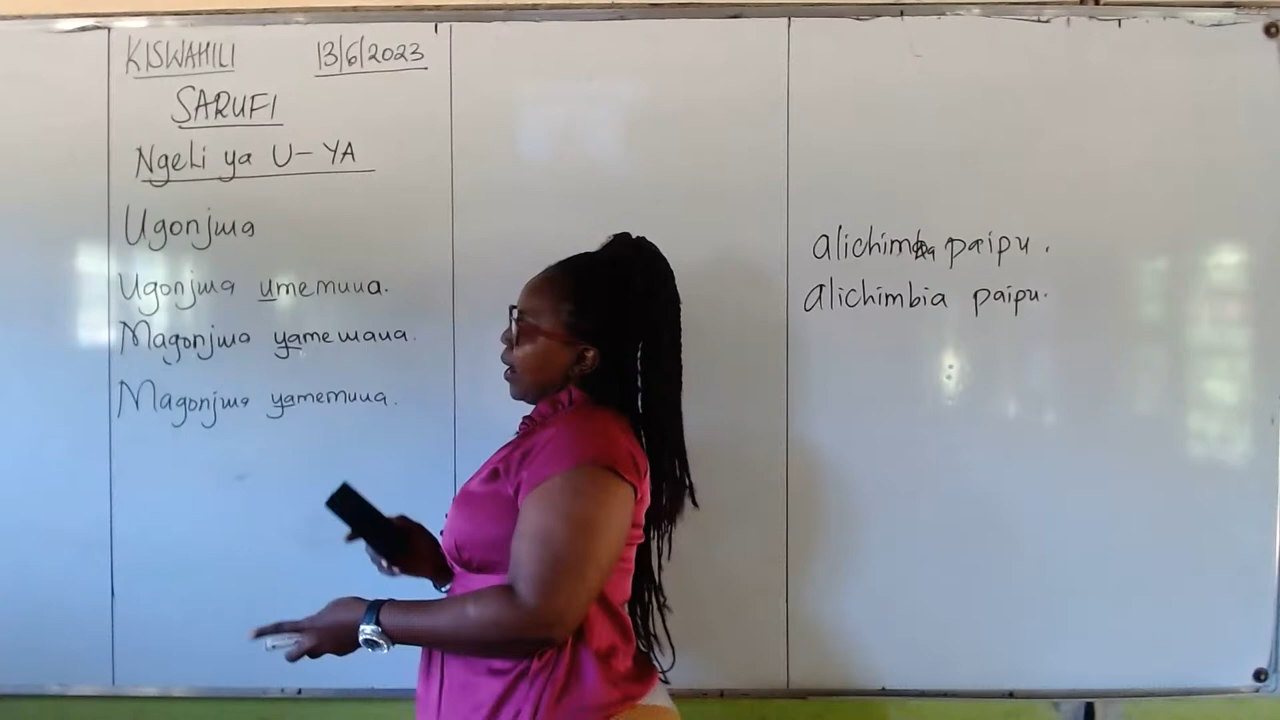 KISWAHILI 13/6/2023
SARUFI
Ngeli ya U-YA
Ugonjwa
Ugonjwa umemuua.
Magonjwa yamewaua.
Magonjwa yamemuua.
alichimba paipu.
alichimbia paipu.